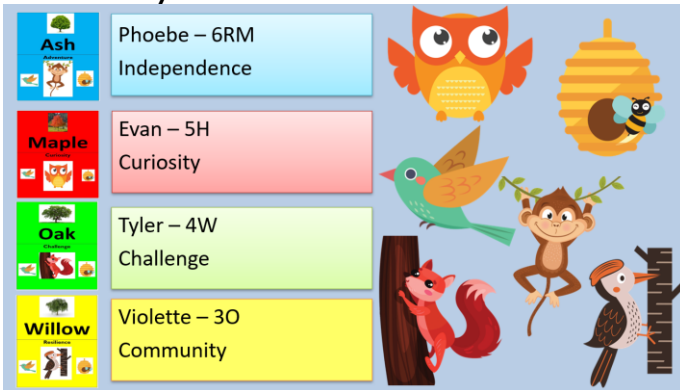 Ash
Adventure
Phoebe – 6RM
Independence
Maple
Curiosity
Evan – 5H
Curiosity
Oak
Challenge
Tyler – 4W
Challenge
Willow
Resilience
Violette – 3O
Community